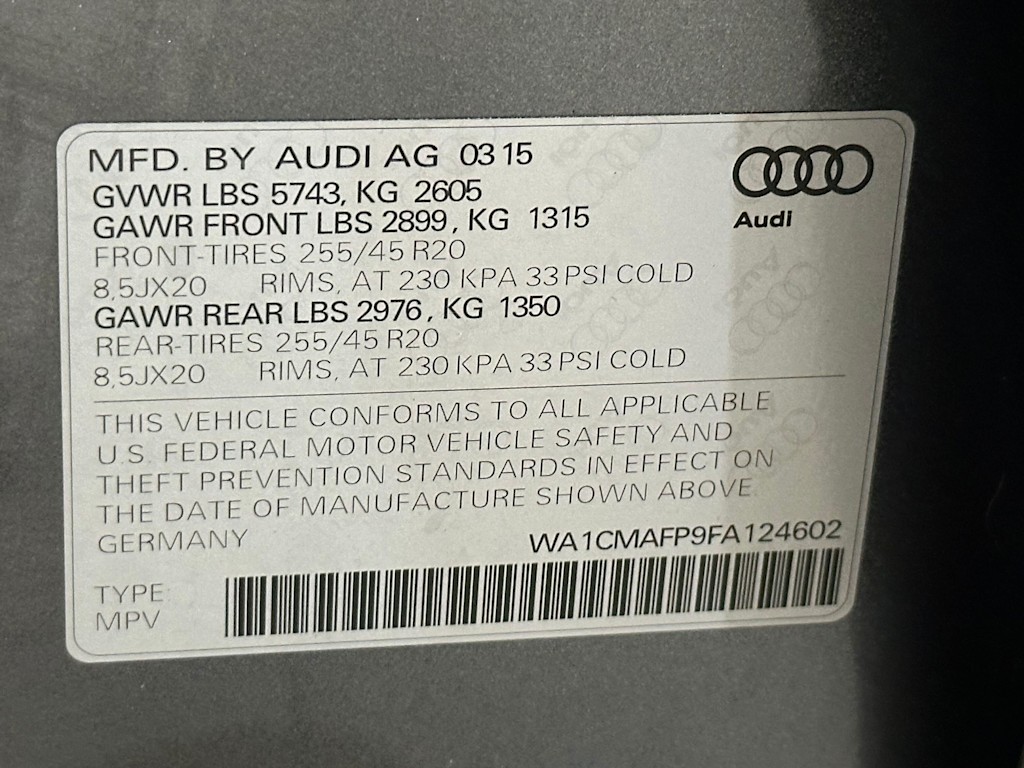 MFD. BY AUDI AG 03 15
GVWR LBS 5743, KG 2605
GAWR FRONT LBS 2899, KG 1315
FRONT-TIRES 255/45 R20
8,5JX20 RIMS, AT 230 KPA 33 PSI COLD
GAWR REAR LBS 2976, KG 1350
REAR-TIRES 255/45 R20
8,5JX20 RIMS, AT 230 KPA 33 PSI COLD
Audi
THIS VEHICLE CONFORMS TO ALL APPLICABLE
U.S. FEDERAL MOTOR VEHICLE SAFETY AND
THEFT PREVENTION STANDARDS IN EFFECT ON
THE DATE OF MANUFACTURE SHOWN ABOVE.
GERMANY WA1CMAFP9FA124602
TYPE:
MPV